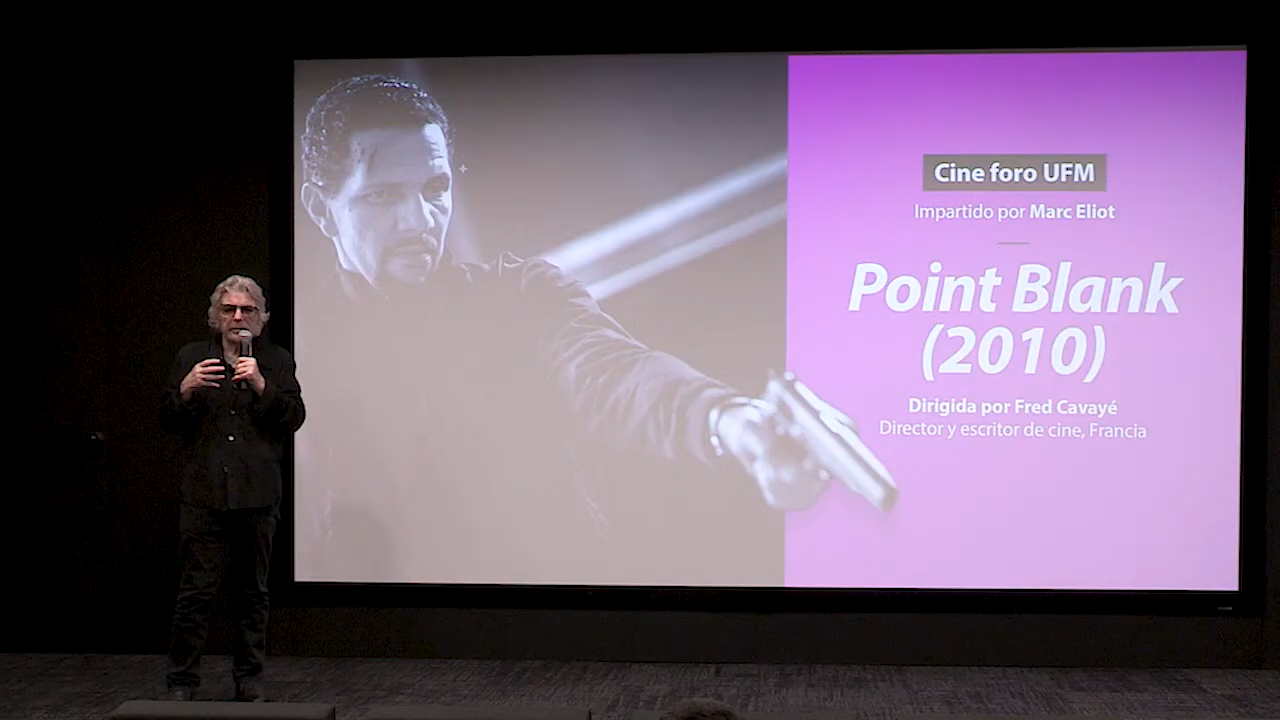 Cine foro UFM
Impartido por Marc Eliot
Point Blank
(2010)
Dirigida por Fred Cavayé
Director y escritor de cine, Francia